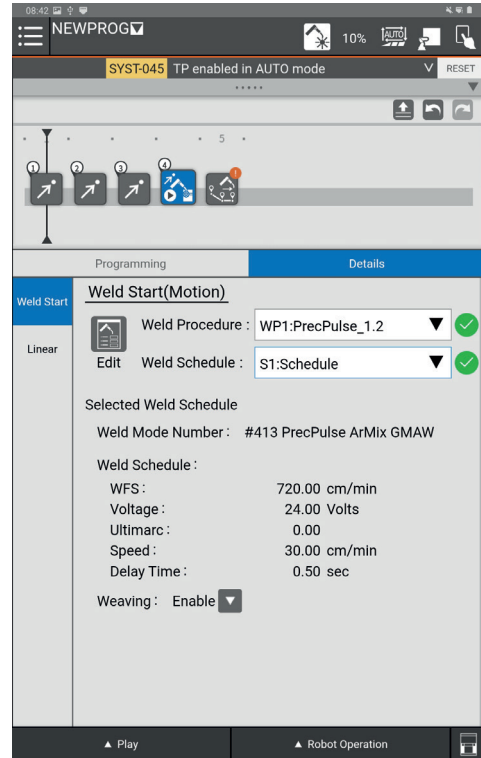 08:42
NEWPROG
10%
AUTO
SYST-045 TP enabled in AUTO mode
RESET
5
1 2 3 4
Programming Details
Weld Start
Weld Start(Motion)
Weld Procedure : WP1:PrecPulse_1.2
Linear
Edit Weld Schedule : S1:Schedule
Selected Weld Schedule
Weld Mode Number : #413 PrecPulse ArMix GMAW
Weld Schedule :
WFS : 720.00 cm/min
Voltage : 24.00 Volts
Ultimarc : 0.00
Speed : 30.00 cm/min
Delay Time : 0.50 sec
Weaving : Enable
▲ Play ▲ Robot Operation